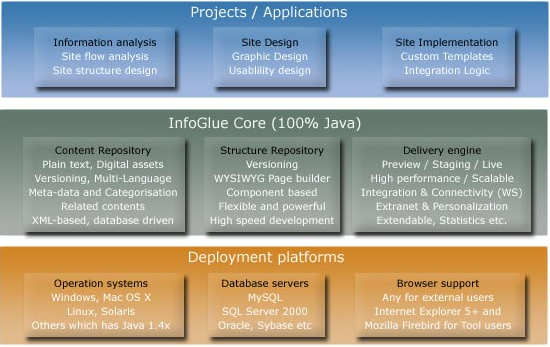 Projects / Applications
Information analysis
Site flow analysis
Site structure design
Site Design
Graphic Design
Usablility design
Site Implementation
Custom Templates
Integration Logic
InfoGlue Core (100% Java)
Content Repository
Plain text, Digital assets
Versioning, Multi-Language
Meta-data and Categorisation
Related contents
XML-based, database driven
Structure Repository
Versioning
WYSIWYG Page builder
Component based
Flexible and powerful
High speed development
Delivery engine
Preview / Staging / Live
High performance / Scalable
Integration & Connectivity (WS)
Extranet & Personalization
Extendable, Statistics etc.
Deployment platforms
Operation systems
Windows, Mac OS X
Linux, Solaris
Others which has Java 1.4x
Database servers
MySQL
SQL Server 2000
Oracle, Sybase etc
Browser support
Any for external users
Internet Explorer 5+ and
Mozilla Firebird for Tool users